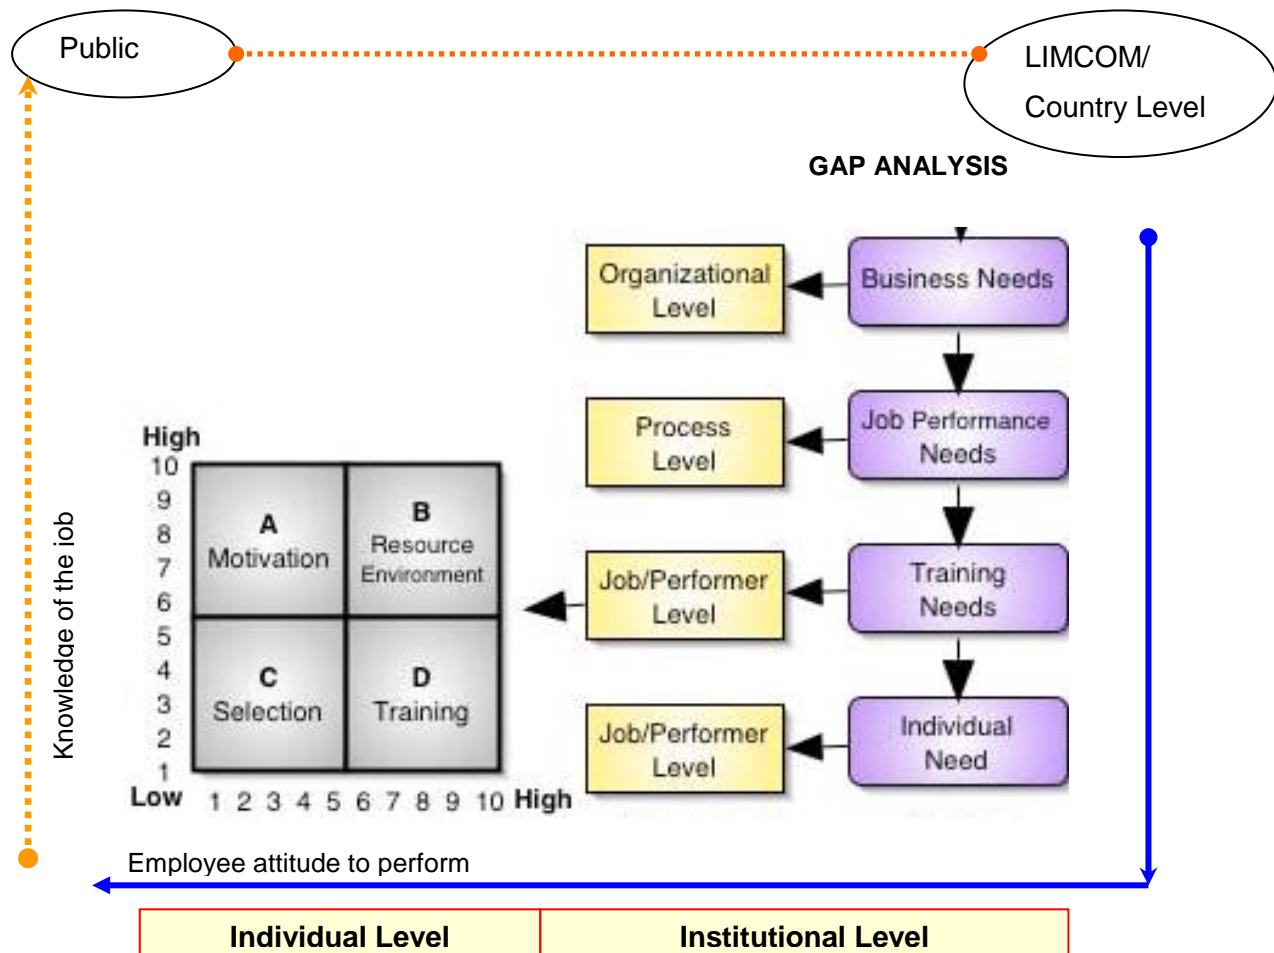 Public
LIMCOM/
Country Level
GAP ANALYSIS
Organizational
Level
Business Needs
Process
Level
Job Performance
Needs
Job/Performer
Level
Training
Needs
Job/Performer
Level
Individual
Need
Knowledge of the job
High
10
9
8
7
6
5
4
3
2
1
A
Motivation
B
Resource
Environment
C
Selection
D
Training
Low 1 2 3 4 5 6 7 8 9 10 High
Employee attitude to perform
Individual Level
Institutional Level